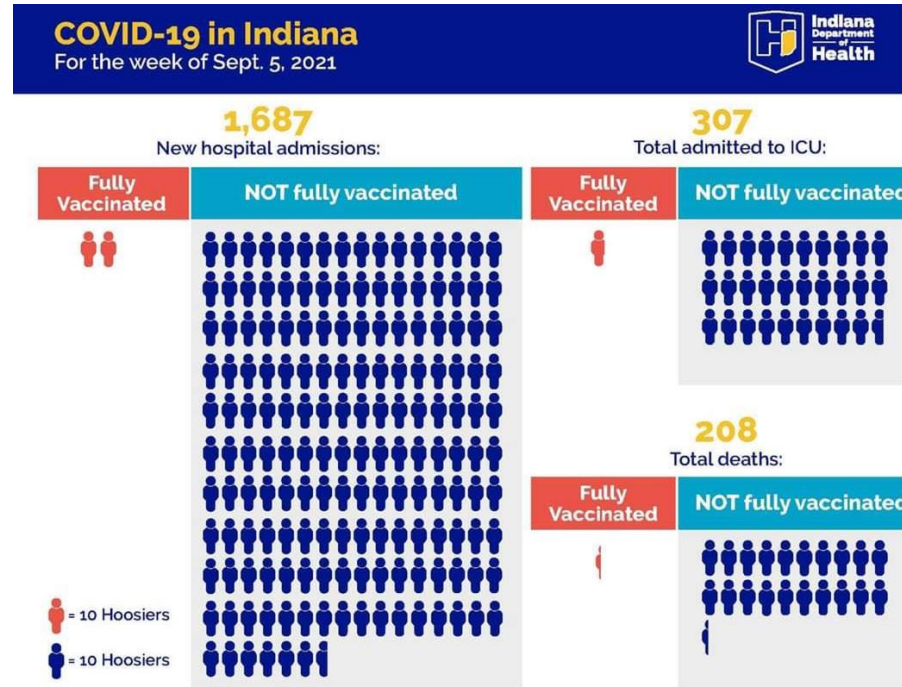 COVID-19 in Indiana
For the week of Sept. 5, 2021
Indiana
Department
of
Health
1,687
New hospital admissions:
Fully
Vaccinated
NOT fully vaccinated
= 10 Hoosiers
= 10 Hoosiers
307
Total admitted to ICU:
Fully
Vaccinated
NOT fully vaccinated
208
Total deaths:
Fully
Vaccinated
NOT fully vaccinated